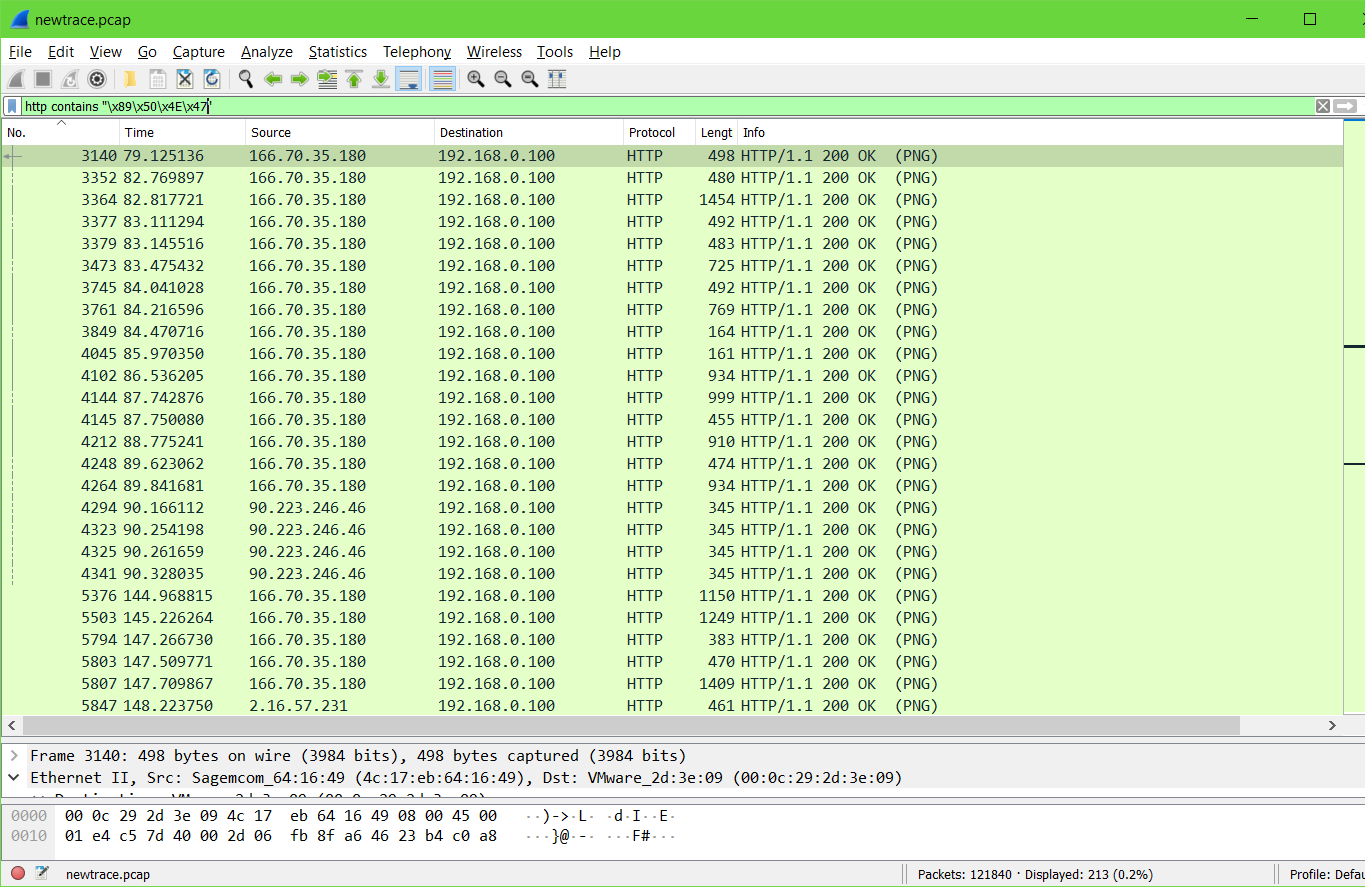 newtrace.pcap
File Edit View Go Capture Analyze Statistics Telephony Wireless Tools Help
http contains "\x89\x50\x4E\x47"
No. Time Source Destination Protocol Lengt Info
3140 79.125136 166.70.35.180 192.168.0.100 HTTP 498 HTTP/1.1 200 OK (PNG)
3352 82.769897 166.70.35.180 192.168.0.100 HTTP 480 HTTP/1.1 200 OK (PNG)
3364 82.817721 166.70.35.180 192.168.0.100 HTTP 1454 HTTP/1.1 200 OK (PNG)
3377 83.111294 166.70.35.180 192.168.0.100 HTTP 492 HTTP/1.1 200 OK (PNG)
3379 83.145516 166.70.35.180 192.168.0.100 HTTP 483 HTTP/1.1 200 OK (PNG)
3473 83.475432 166.70.35.180 192.168.0.100 HTTP 725 HTTP/1.1 200 OK (PNG)
3745 84.041028 166.70.35.180 192.168.0.100 HTTP 492 HTTP/1.1 200 OK (PNG)
3761 84.216596 166.70.35.180 192.168.0.100 HTTP 769 HTTP/1.1 200 OK (PNG)
3849 84.470716 166.70.35.180 192.168.0.100 HTTP 164 HTTP/1.1 200 OK (PNG)
4045 85.970350 166.70.35.180 192.168.0.100 HTTP 161 HTTP/1.1 200 OK (PNG)
4102 86.536205 166.70.35.180 192.168.0.100 HTTP 934 HTTP/1.1 200 OK (PNG)
4144 87.742876 166.70.35.180 192.168.0.100 HTTP 999 HTTP/1.1 200 OK (PNG)
4145 87.750080 166.70.35.180 192.168.0.100 HTTP 455 HTTP/1.1 200 OK (PNG)
4212 88.775241 166.70.35.180 192.168.0.100 HTTP 910 HTTP/1.1 200 OK (PNG)
4248 89.623062 166.70.35.180 192.168.0.100 HTTP 474 HTTP/1.1 200 OK (PNG)
4264 89.841681 166.70.35.180 192.168.0.100 HTTP 934 HTTP/1.1 200 OK (PNG)
4294 90.166112 90.223.246.46 192.168.0.100 HTTP 345 HTTP/1.1 200 OK (PNG)
4323 90.254198 90.223.246.46 192.168.0.100 HTTP 345 HTTP/1.1 200 OK (PNG)
4325 90.261659 90.223.246.46 192.168.0.100 HTTP 345 HTTP/1.1 200 OK (PNG)
4341 90.328035 90.223.246.46 192.168.0.100 HTTP 345 HTTP/1.1 200 OK (PNG)
5376 144.968815 166.70.35.180 192.168.0.100 HTTP 1150 HTTP/1.1 200 OK (PNG)
5503 145.226264 166.70.35.180 192.168.0.100 HTTP 1249 HTTP/1.1 200 OK (PNG)
5794 147.266730 166.70.35.180 192.168.0.100 HTTP 383 HTTP/1.1 200 OK (PNG)
5803 147.509771 166.70.35.180 192.168.0.100 HTTP 470 HTTP/1.1 200 OK (PNG)
5807 147.709867 166.70.35.180 192.168.0.100 HTTP 1409 HTTP/1.1 200 OK (PNG)
5847 148.223750 2.16.57.231 192.168.0.100 HTTP 461 HTTP/1.1 200 OK (PNG)
Frame 3140: 498 bytes on wire (3984 bits), 498 bytes captured (3984 bits)
Ethernet II, Src: Sagemcom_64:16:49 (4c:17:eb:64:16:49), Dst: VMware_2d:3e:09 (00:0c:29:2d:3e:09)
0000 00 0c 29 2d 3e 09 4c 17 eb 64 16 49 08 00 45 00 ··)->·L· ·d·I··E·
0010 01 e4 c5 7d 40 00 2d 06 fb 8f a6 46 23 b4 c0 a8 ···}@·-· ···F#···
newtrace.pcap Packets: 121840 · Displayed: 213 (0.2%) Profile: Defau